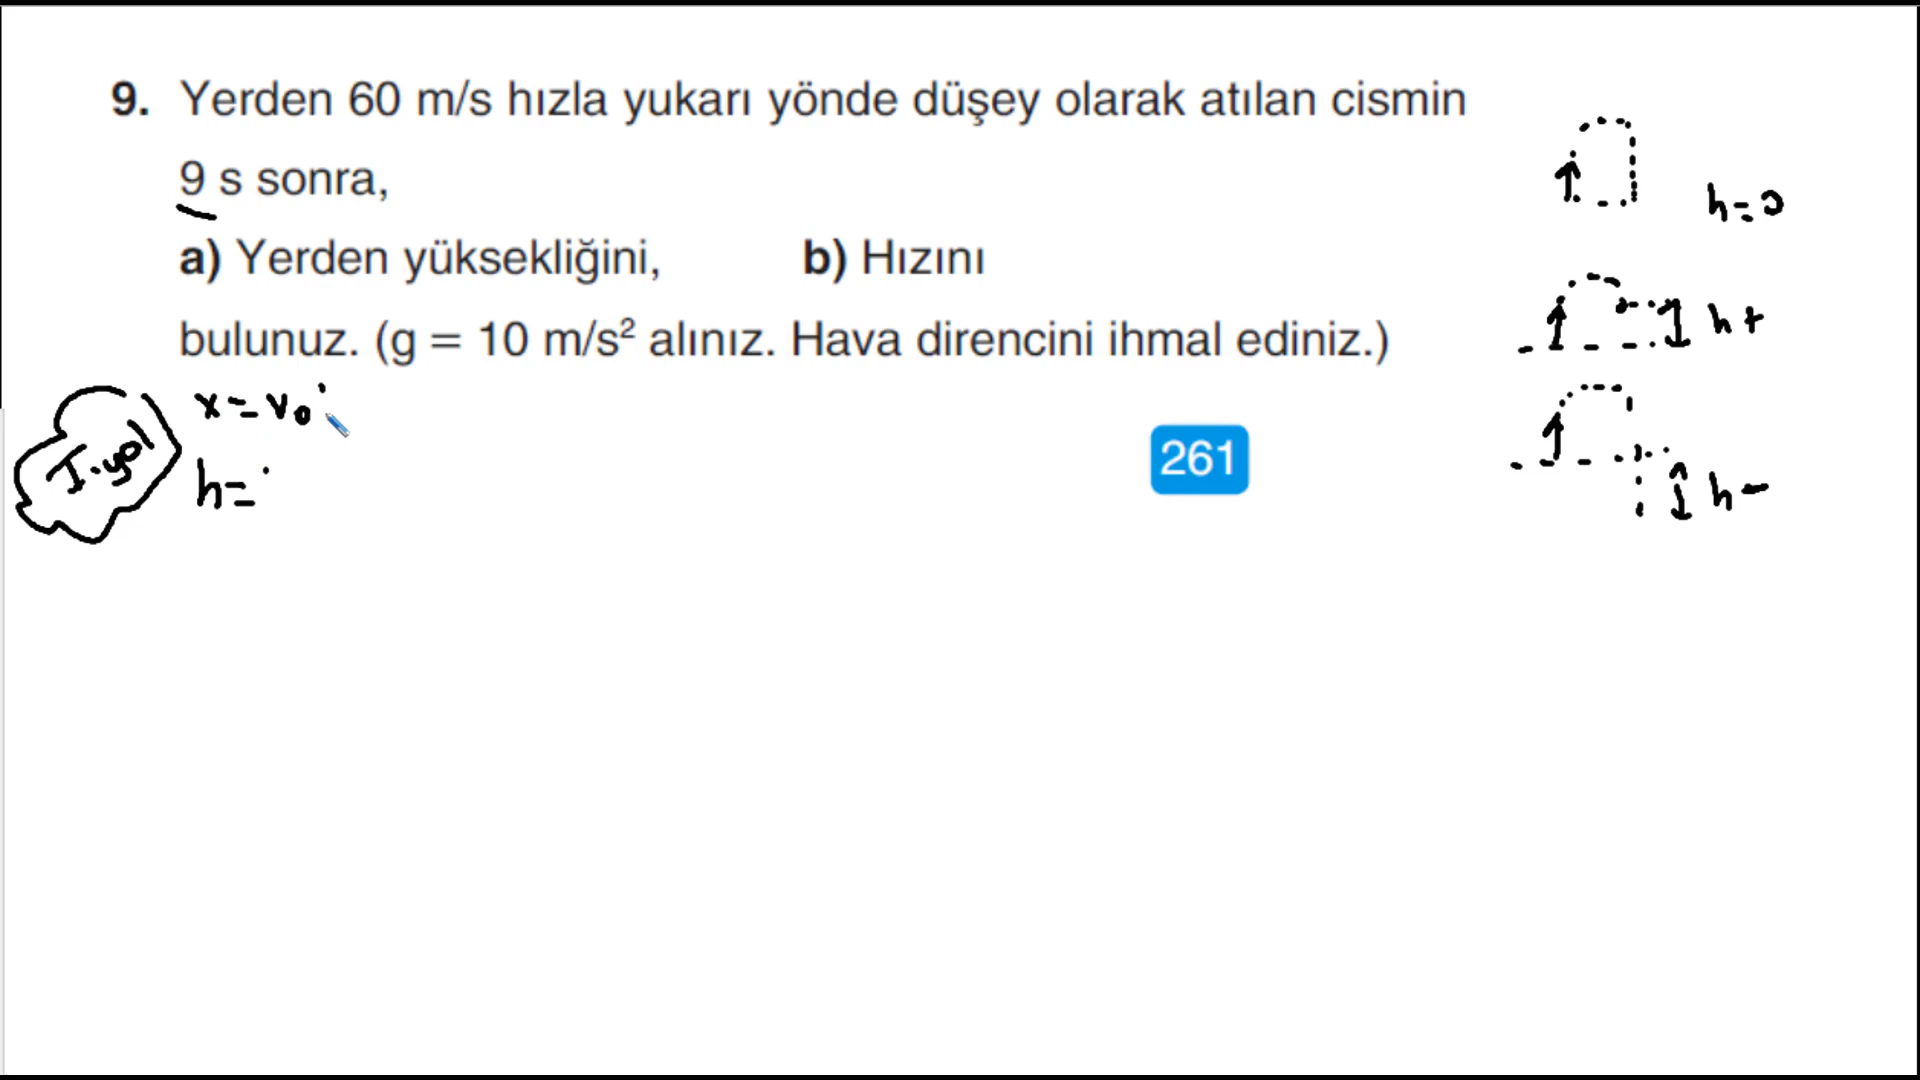 9. Yerden 60 m/s hızla yukarı yönde düşey olarak atılan cismin
9 s sonra,
a) Yerden yüksekliğini, b) Hızını
bulunuz. (g = 10 m/s² alınız. Hava direncini ihmal ediniz.)
I.yol
x=v₀
h=
261
h=0
h+
h-